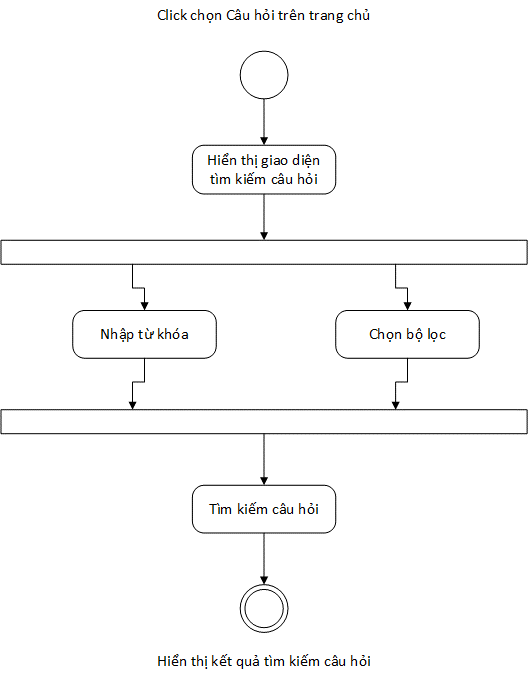 Click chọn Câu hỏi trên trang chủ
Hiển thị giao diện
tìm kiếm câu hỏi
Nhập từ khóa
Chọn bộ lọc
Tìm kiếm câu hỏi
Hiển thị kết quả tìm kiếm câu hỏi